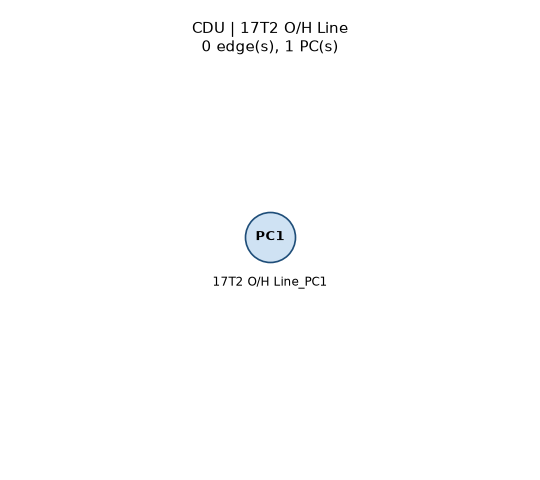 CDU | 17T2 O/H Line
0 edge(s), 1 PC(s)
PC1
17T2 O/H Line_PC1